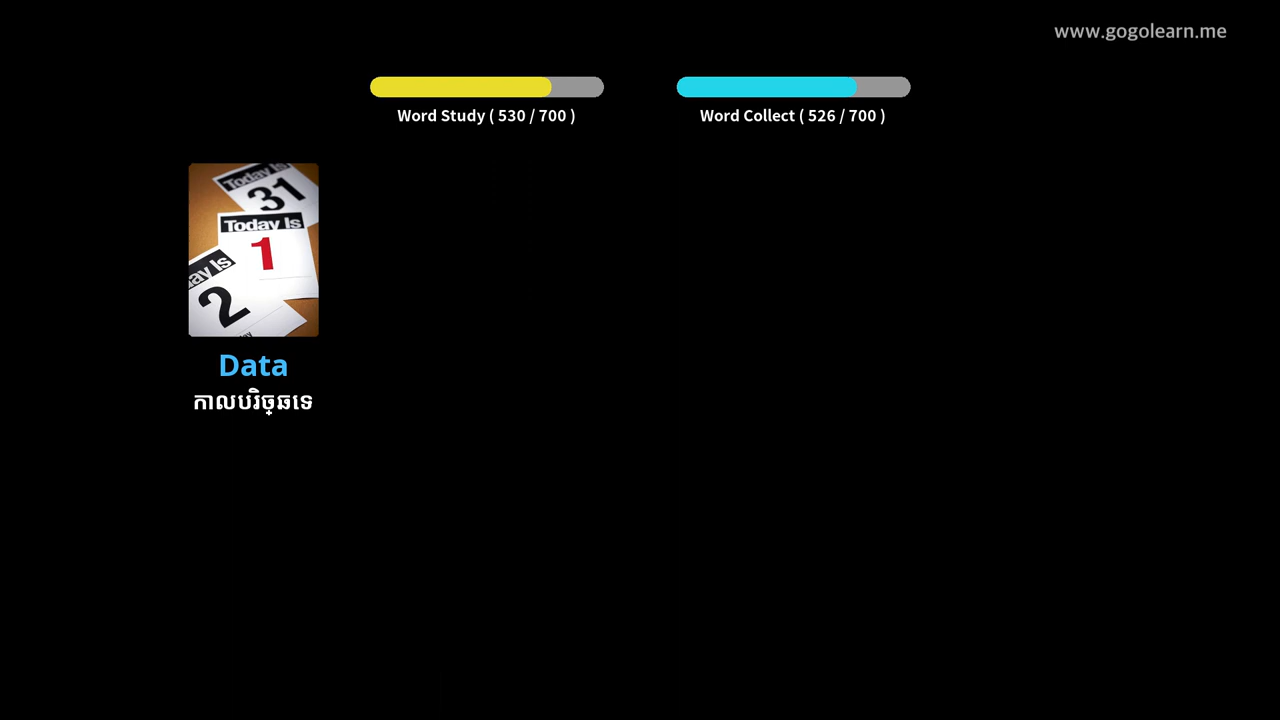 www.gogolearn.me
Word Study ( 530 / 700 )
Word Collect ( 526 / 700 )
Today Is
31
Today Is
1
ay Is
2
Data
កាលបរិច្ឆទេ